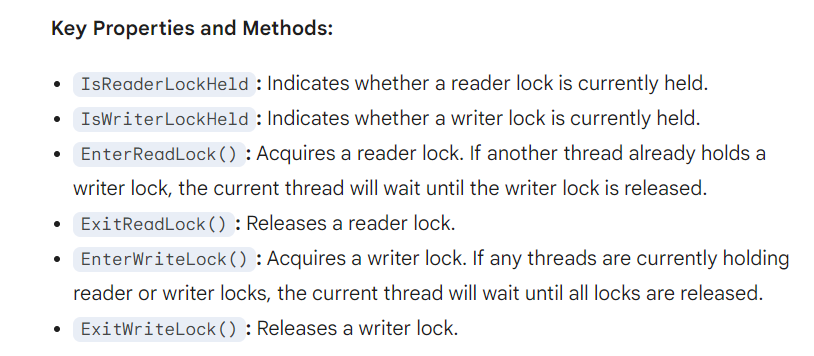 Key Properties and Methods:
• IsReaderLockHeld : Indicates whether a reader lock is currently held.
• IsWriterLockHeld : Indicates whether a writer lock is currently held.
• EnterReadLock() : Acquires a reader lock. If another thread already holds a
writer lock, the current thread will wait until the writer lock is released.
• ExitReadLock() : Releases a reader lock.
• EnterWriteLock() : Acquires a writer lock. If any threads are currently holding
reader or writer locks, the current thread will wait until all locks are released.
• ExitWriteLock() : Releases a writer lock.